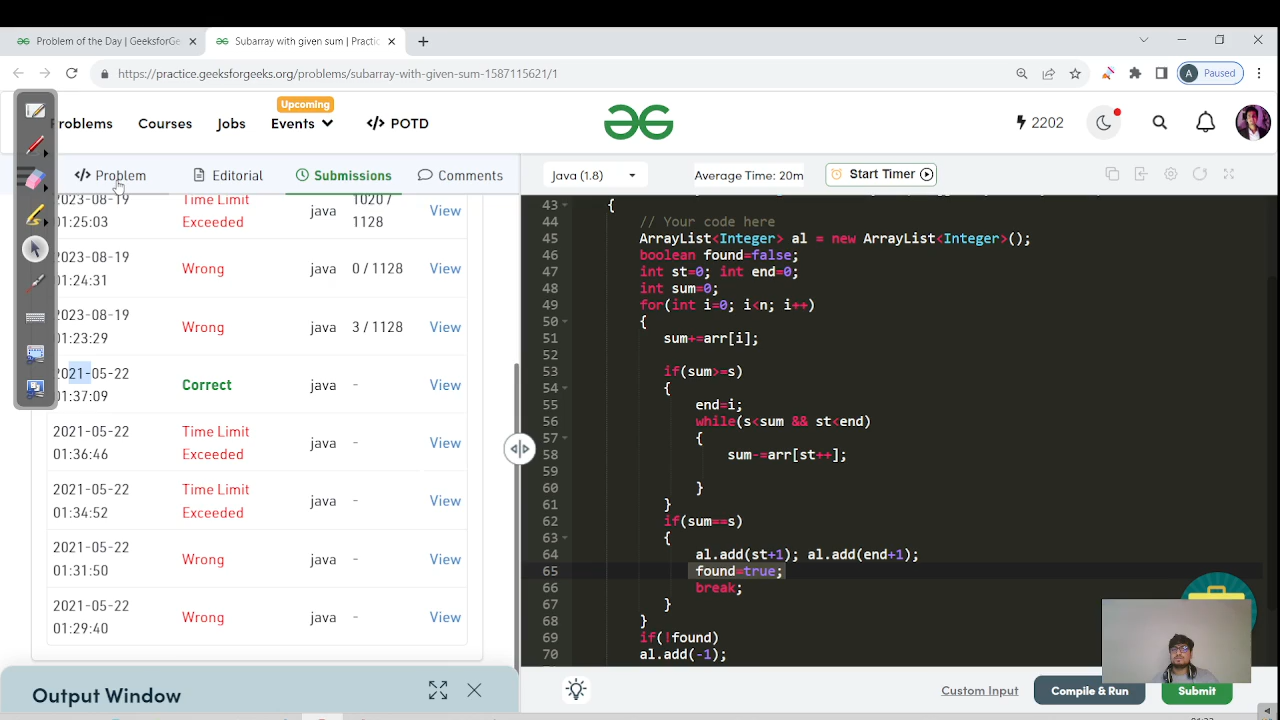 Problem of the Day | GeeksforGe
Subarray with given sum | Practic
https://practice.geeksforgeeks.org/problems/subarray-with-given-sum-1587115621/1
A Paused
Upcoming
roblems Courses Jobs Events </> POTD
2202
</> Problem Editorial Submissions Comments
Java (1.8) Average Time: 20m Start Timer
2023-08-19 Time Limit java 1020 / View
01:25:03 Exceeded 1128
2023-08-19 Wrong java 0 / 1128 View
01:24:31
2023-08-19 Wrong java 3 / 1128 View
01:23:29
2021-05-22 Correct java - View
01:37:09
2021-05-22 Time Limit java - View
01:36:46 Exceeded
2021-05-22 Time Limit java - View
01:34:52 Exceeded
2021-05-22 Wrong java - View
01:31:50
2021-05-22 Wrong java - View
01:29:40
Output Window
43 {
44 // Your code here
45 ArrayList<Integer> al = new ArrayList<Integer>();
46 boolean found=false;
47 int st=0; int end=0;
48 int sum=0;
49 for(int i=0; i<n; i++)
50 {
51 sum+=arr[i];
52
53 if(sum>=s)
54 {
55 end=i;
56 while(s<sum && st<end)
57 {
58 sum-=arr[st++];
59
60 }
61 }
62 if(sum==s)
63 {
64 al.add(st+1); al.add(end+1);
65 found=true;
66 break;
67 }
68 }
69 if(!found)
70 al.add(-1);
Custom Input Compile & Run Submit